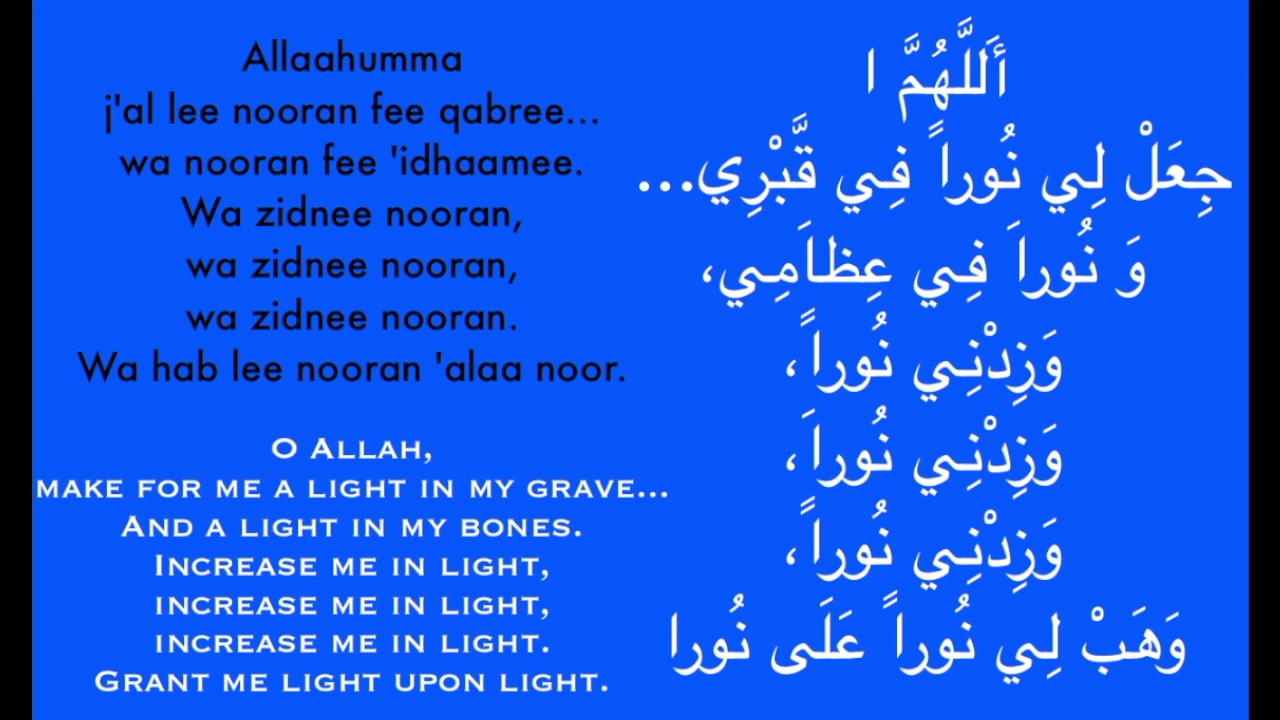 Allaahumma
j'al lee nooran fee qabree...
wa nooran fee 'idhaamee.
Wa zidnee nooran,
wa zidnee nooran,
wa zidnee nooran.
Wa hab lee nooran 'alaa noor.
O ALLAH,
MAKE FOR ME A LIGHT IN MY GRAVE...
AND A LIGHT IN MY BONES.
INCREASE ME IN LIGHT,
INCREASE ME IN LIGHT,
INCREASE ME IN LIGHT.
GRANT ME LIGHT UPON LIGHT.
أَللَّهُمَّ ا
جِعَلْ لِي نُوراً فِي قَّبْرِي...
وَ نُوراَ فِي عِظاَمِي،
وَزِدْنِي نُوراً،
وَزِدْنِي نُوراَ،
وَزِدْنِي نُوراً،
وَهَبْ لِي نُوراً عَلَى نُورا